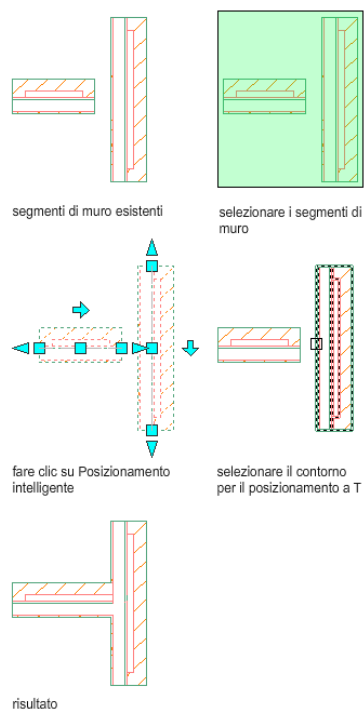 segmenti di muro esistenti
selezionare i segmenti di
muro
fare clic su Posizionamento
intelligente
selezionare il contorno
per il posizionamento a T
risultato